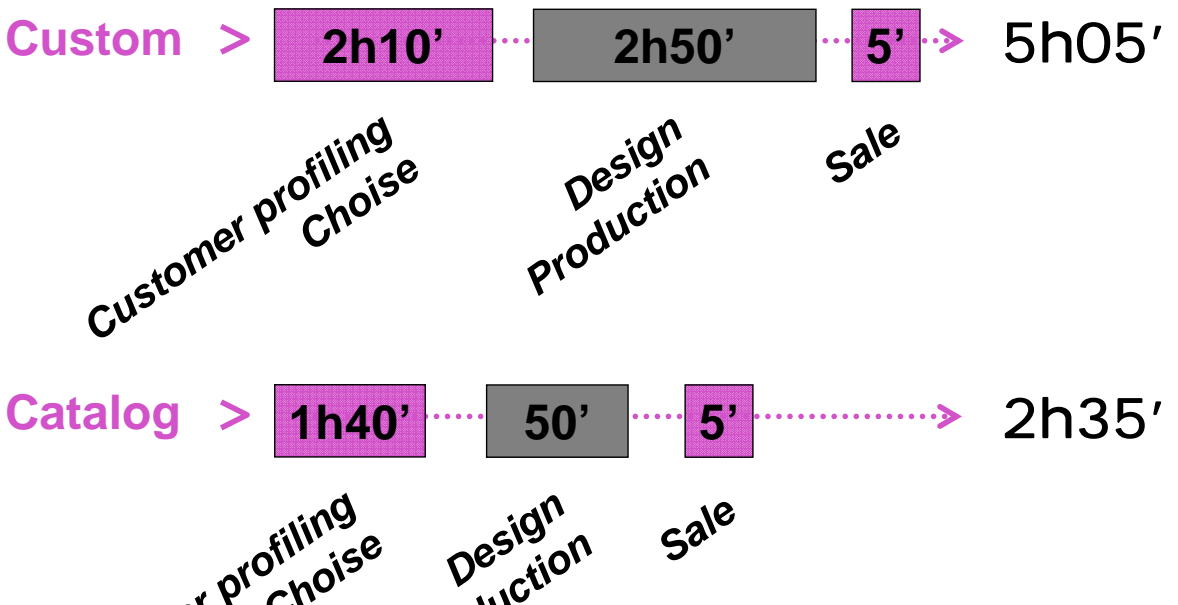 Custom > 2h10’ 2h50’ 5’ 5h05’
Customer profiling
Choise
Design
Production
Sale
Catalog > 1h40’ 50’ 5’ 2h35’
profiling
Choise
Design
Sale